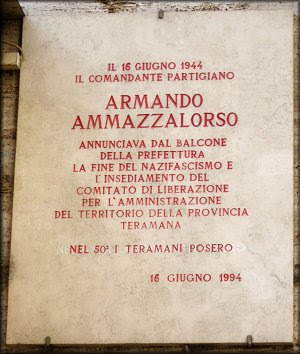 IL 16 GIUGNO 1944
IL COMANDANTE PARTIGIANO
ARMANDO
AMMAZZALORSO
ANNUNCIAVA DAL BALCONE
DELLA PREFETTURA
LA FINE DEL NAZIFASCISMO E
L'INSEDIAMENTO DEL
COMITATO DI LIBERAZIONE
PER L'AMMINISTRAZIONE
DEL TERRITORIO DELLA PROVINCIA
TERAMANA
NEL 50° I TERAMANI POSERO
16 GIUGNO 1994